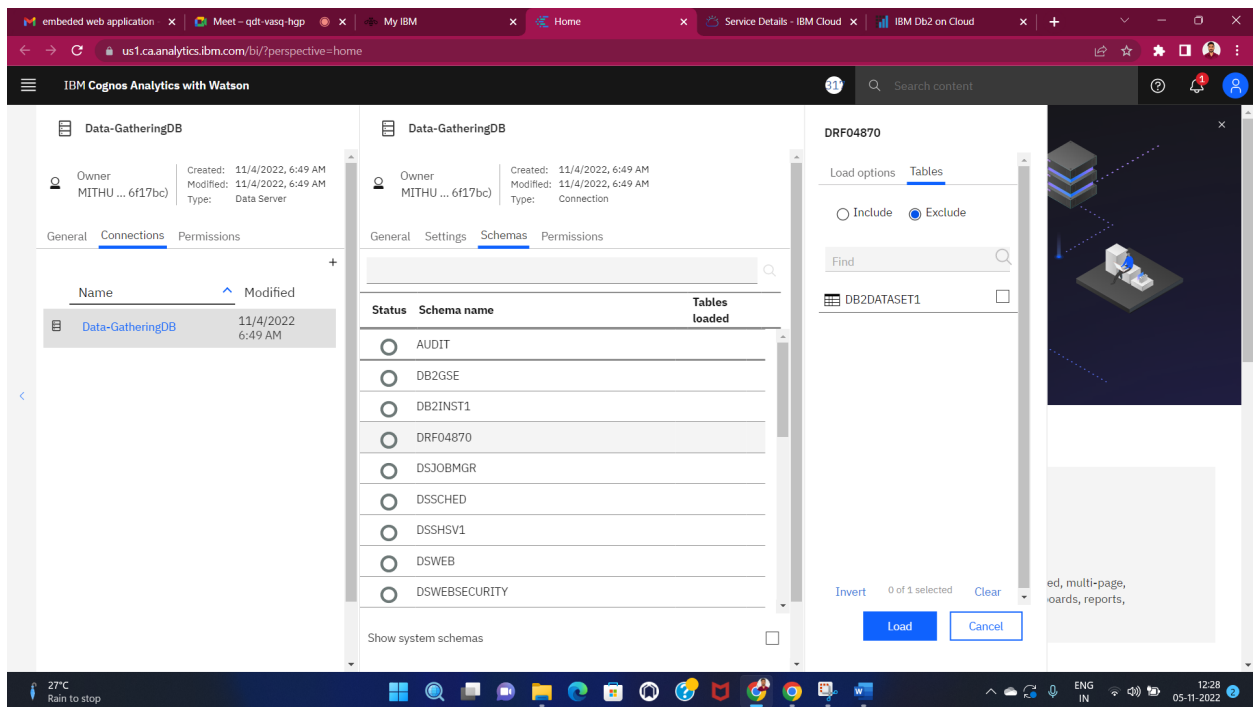 embeded web application
Meet – qdt-vasq-hgp
My IBM
Home
Service Details - IBM Cloud
IBM Db2 on Cloud
us1.ca.analytics.ibm.com/bi/?perspective=home
IBM Cognos Analytics with Watson
Search content
1
Data-GatheringDB
Owner
MITHU ... 6f17bc)
Created: 11/4/2022, 6:49 AM
Modified: 11/4/2022, 6:49 AM
Type: Data Server
General Connections Permissions
+
Name Modified
Data-GatheringDB
11/4/2022
6:49 AM
Data-GatheringDB
Owner
MITHU ... 6f17bc)
Created: 11/4/2022, 6:49 AM
Modified: 11/4/2022, 6:49 AM
Type: Connection
General Settings Schemas Permissions
Status Schema name Tables
loaded
AUDIT
DB2GSE
DB2INST1
DRF04870
DSJOBMGR
DSSCHED
DSSHSV1
DSWEB
DSWEBSECURITY
Show system schemas
DRF04870
Load options Tables
Include Exclude
Find
DB2DATASET1
Invert 0 of 1 selected Clear
Load Cancel
ed, multi-page,
oards, reports,
27°C
Rain to stop
ENG
IN
12:28
05-11-2022
2